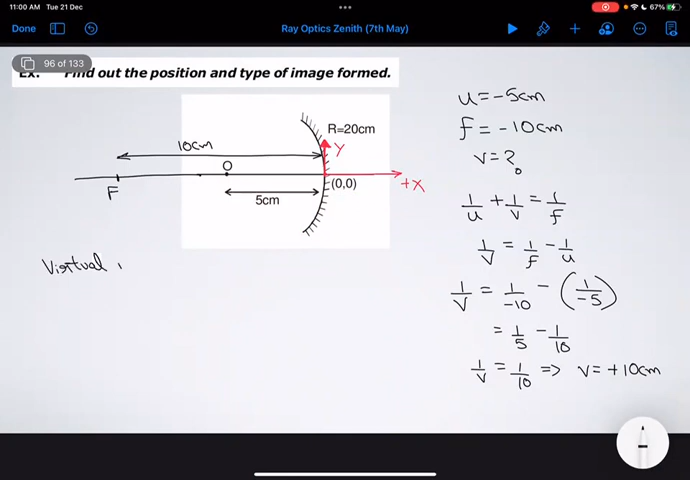 11:00 AM Tue 21 Dec
67%
Done
Ray Optics Zenith (7th May)
96 of 133
Ex. Find out the position and type of image formed.
R=20cm
10cm
Y
O
(0,0)
+X
F
5cm
Virtual ,
u=-5cm
f = -10cm
v = ?
1/u + 1/v = 1/f
1/v = 1/f - 1/u
1/v = 1/-10 - (1/-5)
= 1/5 - 1/10
1/v = 1/10 => v = +10cm